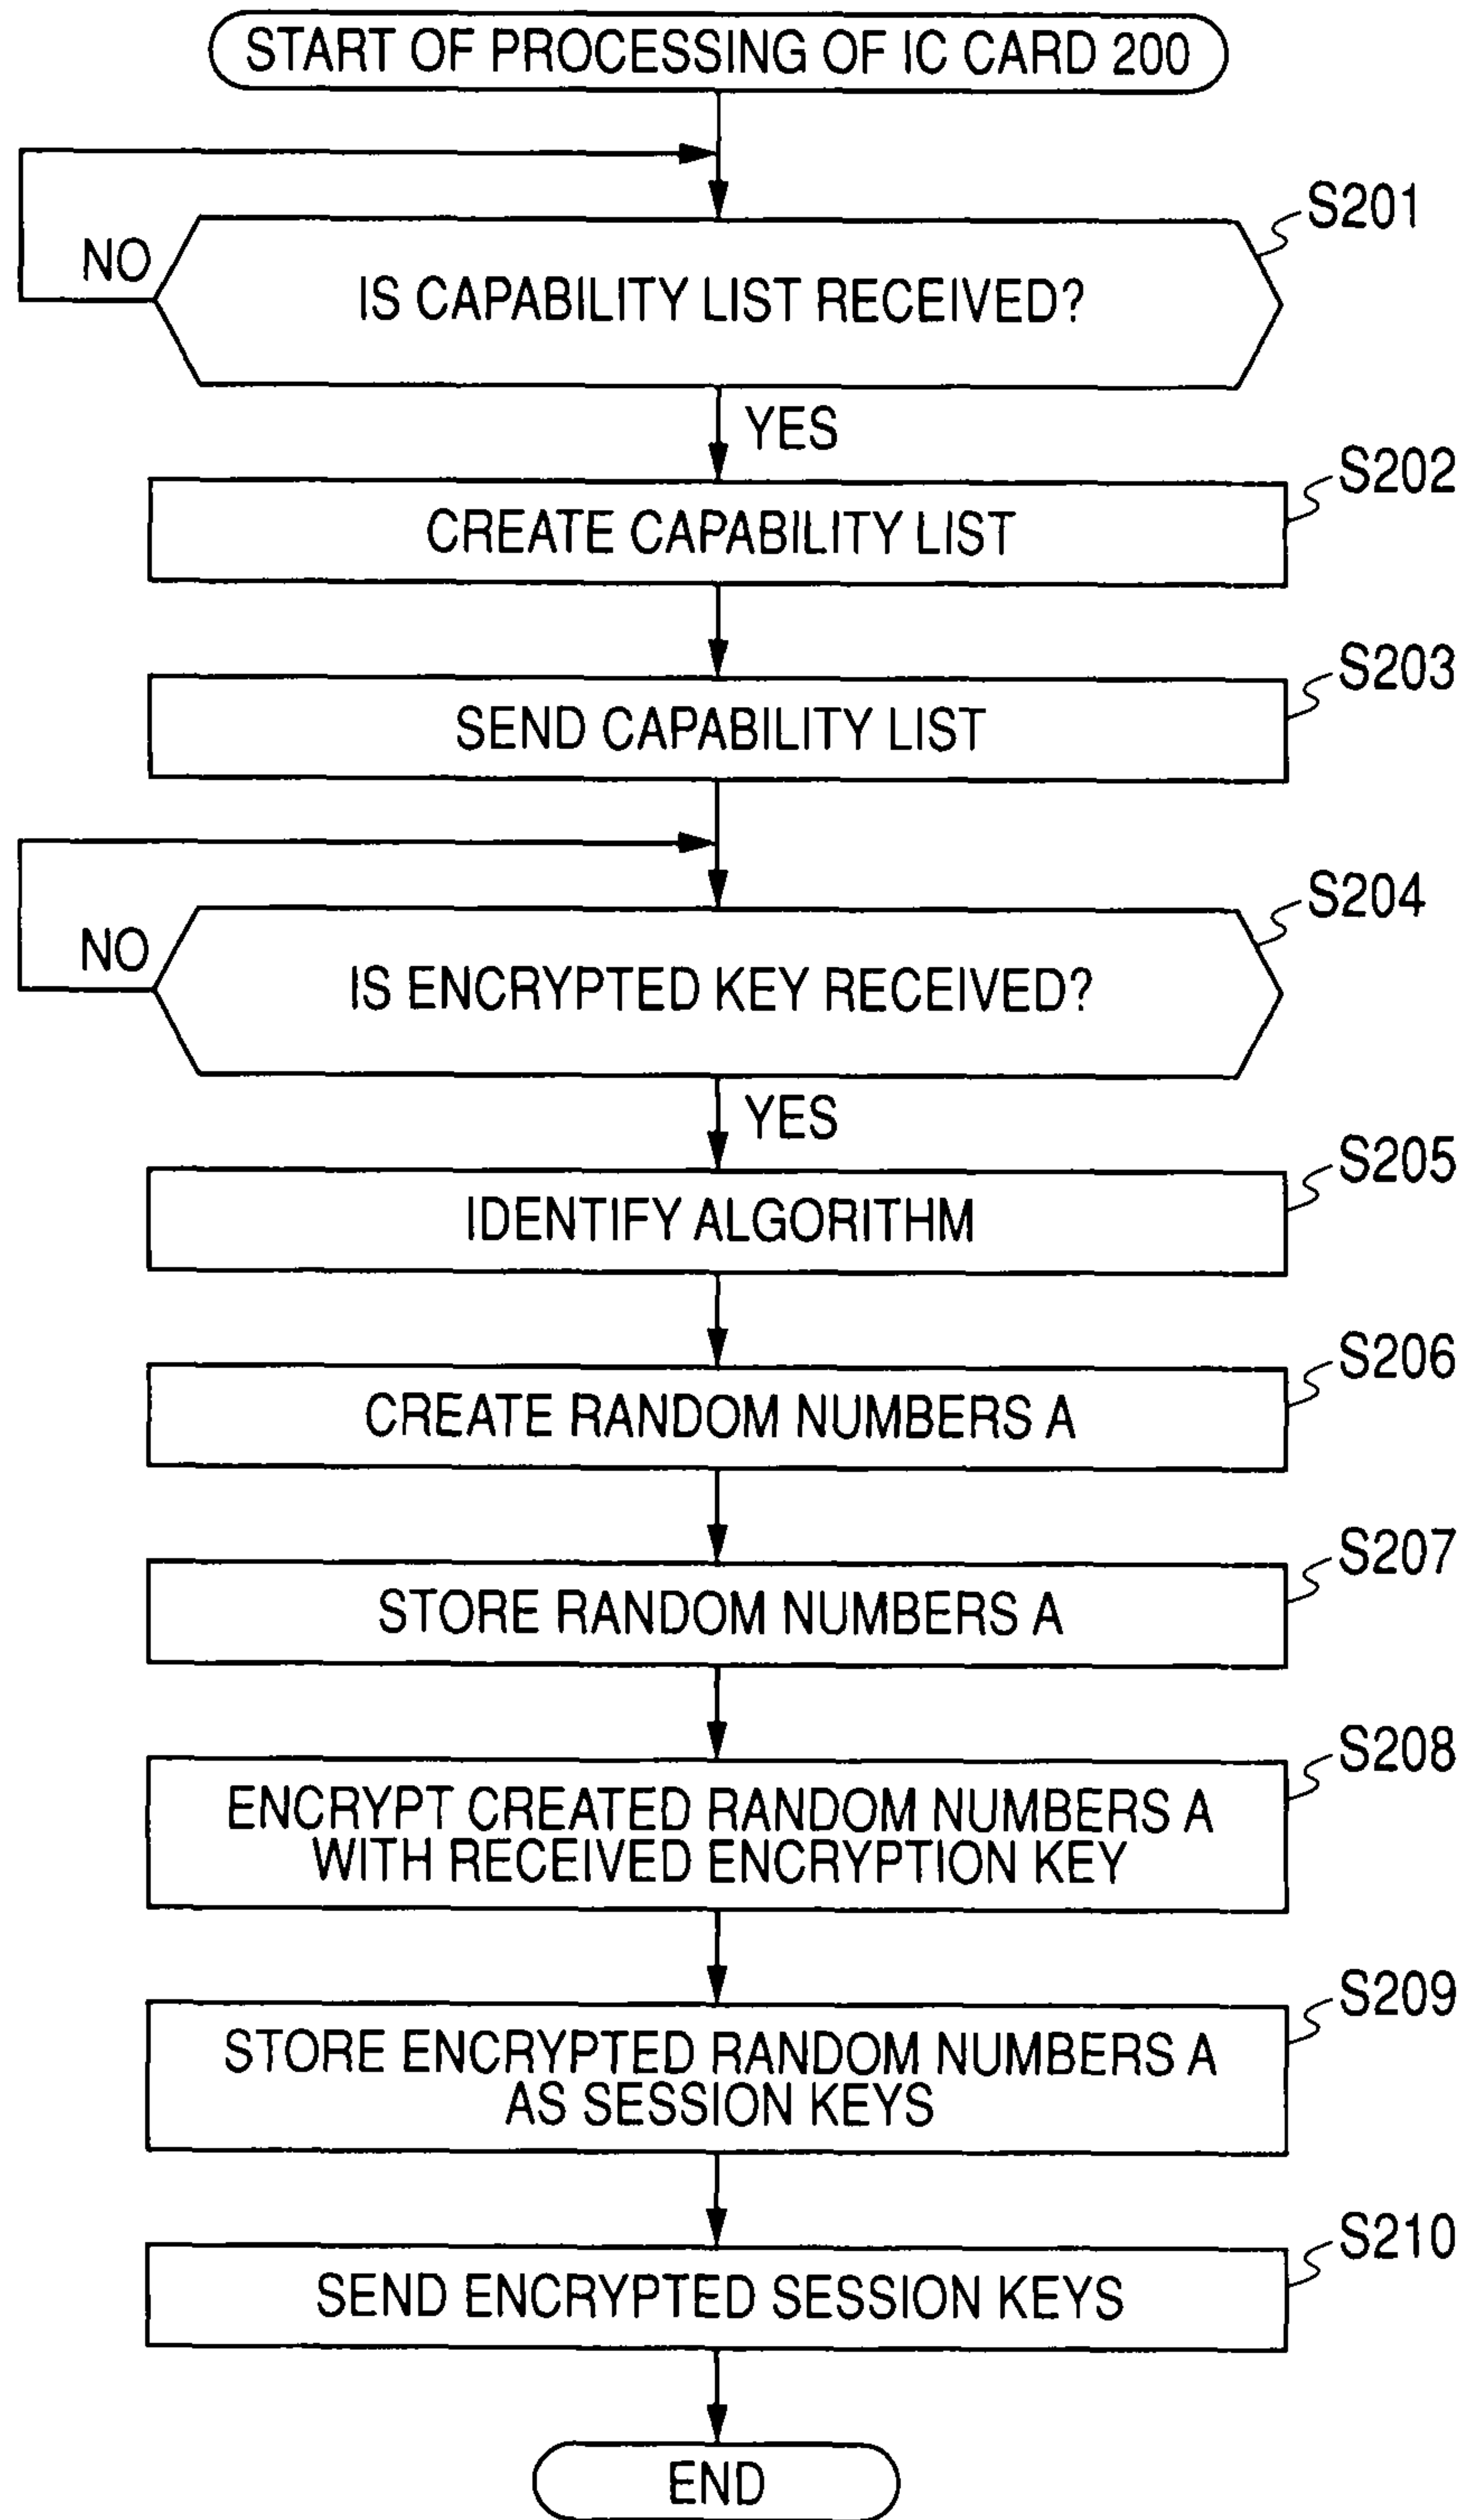 START OF PROCESSING OF IC CARD 200
S201
NO
IS CAPABILITY LIST RECEIVED?
YES
S202
CREATE CAPABILITY LIST
S203
SEND CAPABILITY LIST
S204
NO
IS ENCRYPTED KEY RECEIVED?
YES
S205
IDENTIFY ALGORITHM
S206
CREATE RANDOM NUMBERS A
S207
STORE RANDOM NUMBERS A
S208
ENCRYPT CREATED RANDOM NUMBERS A
WITH RECEIVED ENCRYPTION KEY
S209
STORE ENCRYPTED RANDOM NUMBERS A
AS SESSION KEYS
S210
SEND ENCRYPTED SESSION KEYS
END